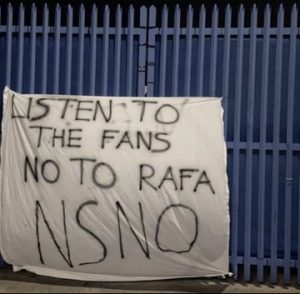 LISTEN TO
THE FANS
NO TO RAFA
NSNO